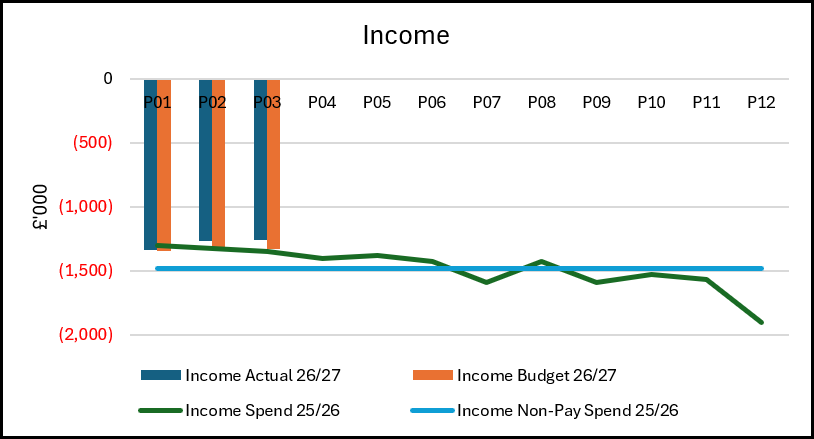 Income
0
P01 P02 P03 P04 P05 P06 P07 P08 P09 P10 P11 P12
(500)
(1,000)
£'000
(1,500)
(2,000)
Income Actual 26/27 Income Budget 26/27
Income Spend 25/26 Income Non-Pay Spend 25/26